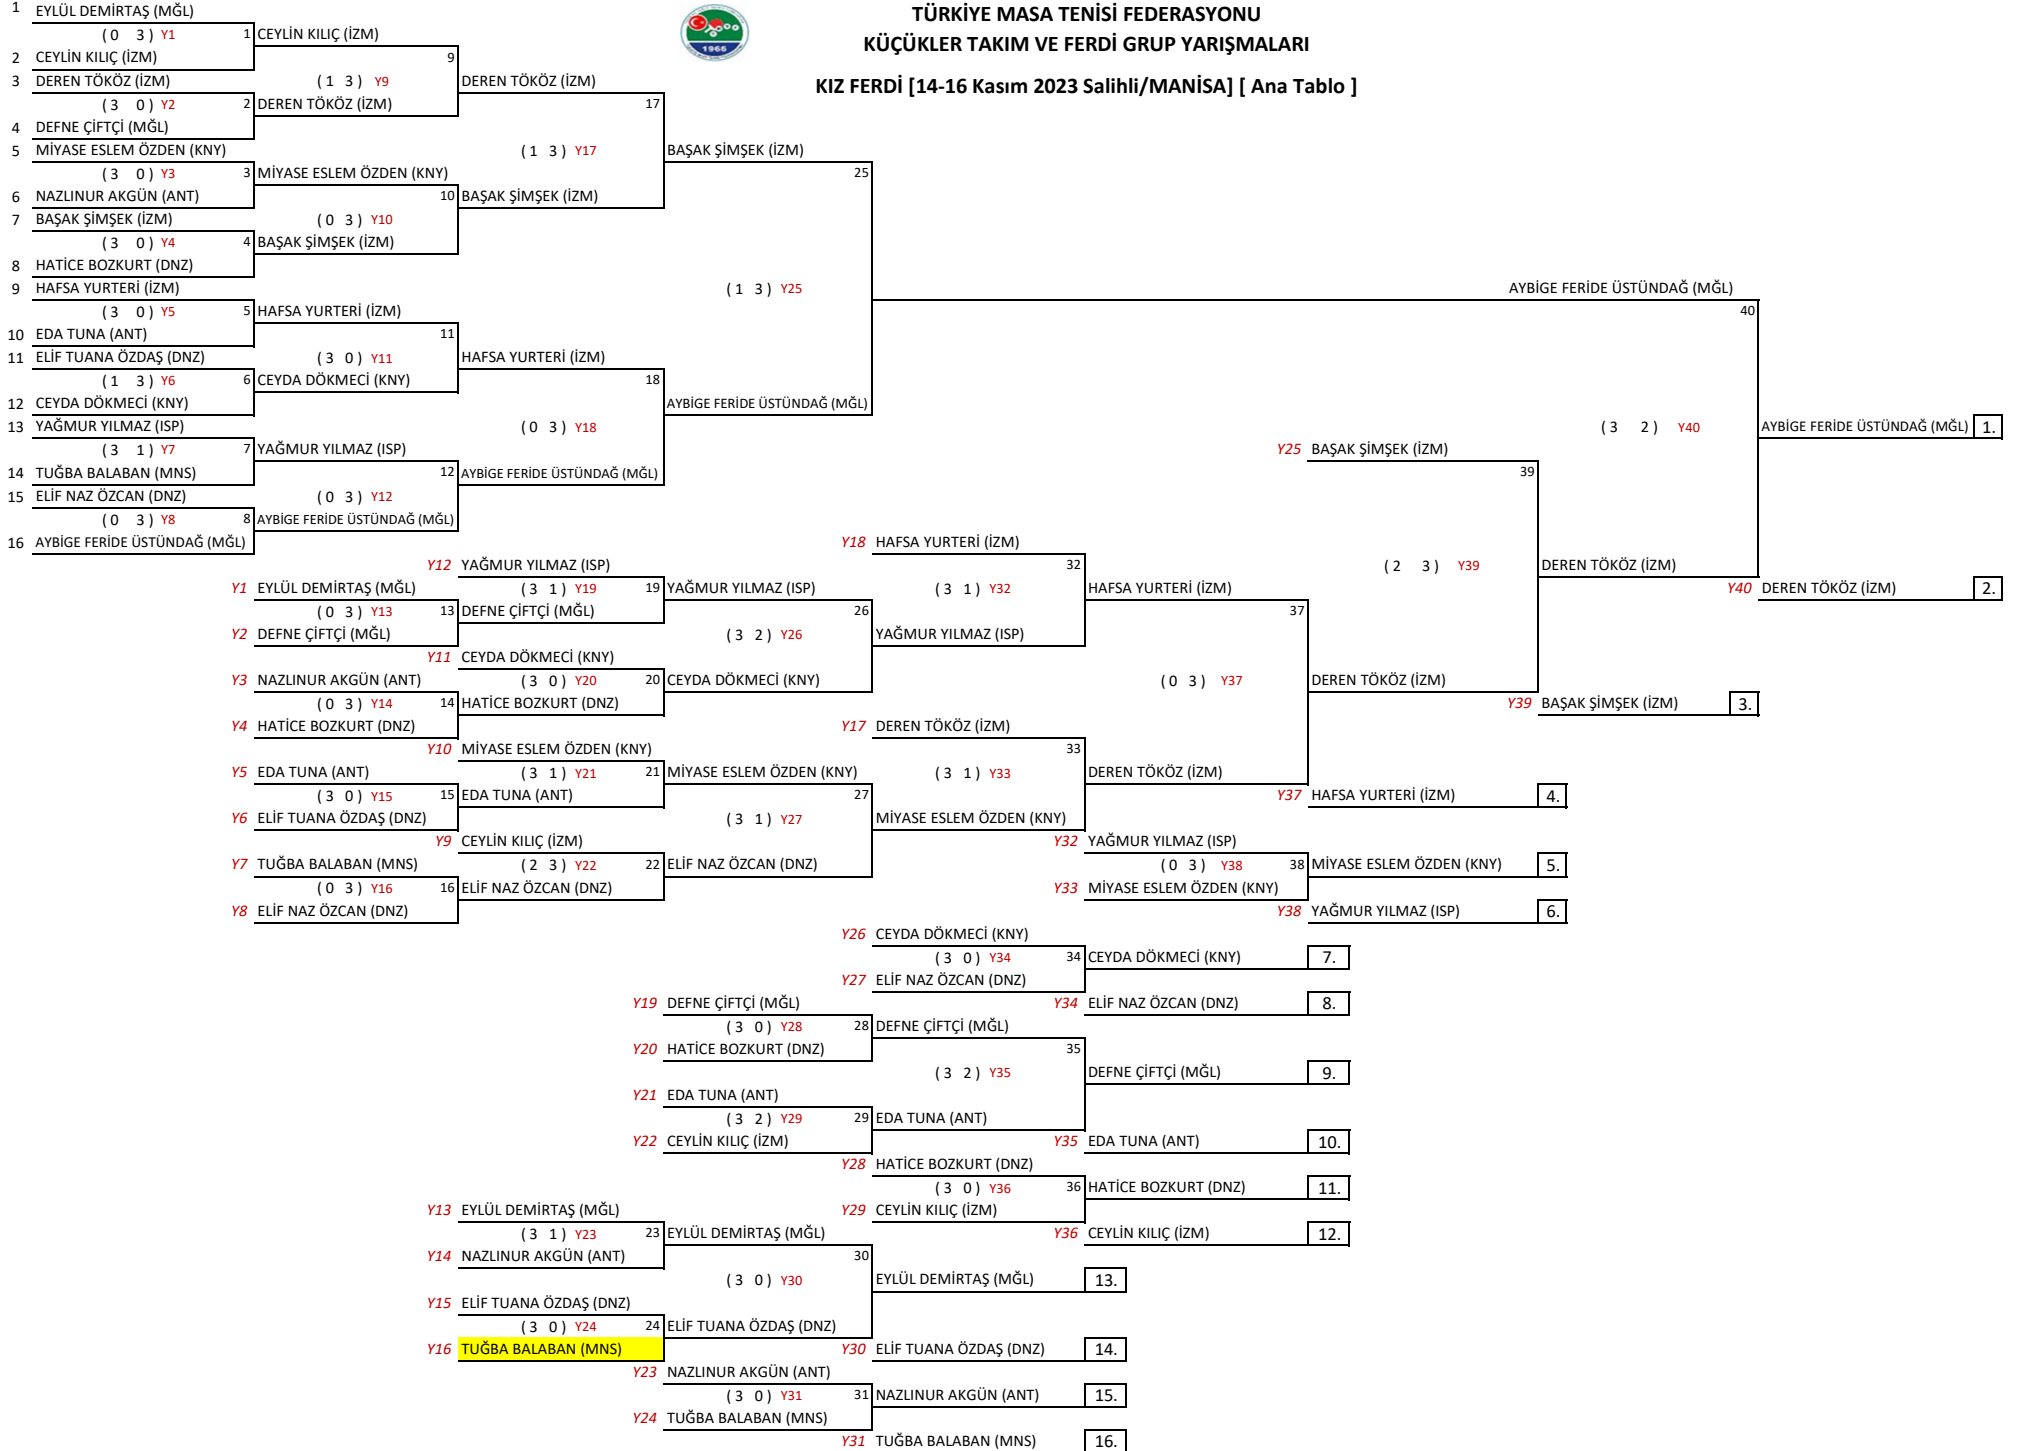 TÜRKİYE MASA TENİSİ FEDERASYONU
KÜÇÜKLER TAKIM VE FERDİ GRUP YARIŞMALARI
KIZ FERDİ [14-16 Kasım 2023 Salihli/MANİSA] [ Ana Tablo ]
1966
1 EYLÜL DEMİRTAŞ (MĞL)
( 0 3 ) Y1 1 CEYLİN KILIÇ (İZM)
2 CEYLİN KILIÇ (İZM) 9
3 DEREN TÖKÖZ (İZM) ( 1 3 ) Y9 DEREN TÖKÖZ (İZM)
( 3 0 ) Y2 2 DEREN TÖKÖZ (İZM) 17
4 DEFNE ÇİFTÇİ (MĞL)
5 MİYASE ESLEM ÖZDEN (KNY) ( 1 3 ) Y17 BAŞAK ŞİMŞEK (İZM)
( 3 0 ) Y3 3 MİYASE ESLEM ÖZDEN (KNY) 25
6 NAZLINUR AKGÜN (ANT) 10 BAŞAK ŞİMŞEK (İZM)
7 BAŞAK ŞİMŞEK (İZM) ( 0 3 ) Y10
( 3 0 ) Y4 4 BAŞAK ŞİMŞEK (İZM)
8 HATİCE BOZKURT (DNZ)
9 HAFSA YURTERİ (İZM) ( 1 3 ) Y25 AYBİGE FERİDE ÜSTÜNDAĞ (MĞL)
( 3 0 ) Y5 5 HAFSA YURTERİ (İZM) 40
10 EDA TUNA (ANT) 11
11 ELİF TUANA ÖZDAŞ (DNZ) ( 3 0 ) Y11 HAFSA YURTERİ (İZM)
( 1 3 ) Y6 6 CEYDA DÖKMECİ (KNY) 18
12 CEYDA DÖKMECİ (KNY) AYBİGE FERİDE ÜSTÜNDAĞ (MĞL)
13 YAĞMUR YILMAZ (ISP) ( 0 3 ) Y18 ( 3 2 ) Y40 AYBİGE FERİDE ÜSTÜNDAĞ (MĞL) 1.
( 3 1 ) Y7 7 YAĞMUR YILMAZ (ISP) Y25 BAŞAK ŞİMŞEK (İZM)
14 TUĞBA BALABAN (MNS) 12 AYBİGE FERİDE ÜSTÜNDAĞ (MĞL) 39
15 ELİF NAZ ÖZCAN (DNZ) ( 0 3 ) Y12
( 0 3 ) Y8 8 AYBİGE FERİDE ÜSTÜNDAĞ (MĞL)
16 AYBİGE FERİDE ÜSTÜNDAĞ (MĞL) Y18 HAFSA YURTERİ (İZM)
Y12 YAĞMUR YILMAZ (ISP) 32 ( 2 3 ) Y39 DEREN TÖKÖZ (İZM)
Y1 EYLÜL DEMİRTAŞ (MĞL) ( 3 1 ) Y19 19 YAĞMUR YILMAZ (ISP) ( 3 1 ) Y32 HAFSA YURTERİ (İZM) Y40 DEREN TÖKÖZ (İZM) 2.
( 0 3 ) Y13 13 DEFNE ÇİFTÇİ (MĞL) 26 37
Y2 DEFNE ÇİFTÇİ (MĞL) ( 3 2 ) Y26 YAĞMUR YILMAZ (ISP)
Y11 CEYDA DÖKMECİ (KNY)
Y3 NAZLINUR AKGÜN (ANT) ( 3 0 ) Y20 20 CEYDA DÖKMECİ (KNY) ( 0 3 ) Y37 DEREN TÖKÖZ (İZM)
( 0 3 ) Y14 14 HATİCE BOZKURT (DNZ) Y39 BAŞAK ŞİMŞEK (İZM) 3.
Y4 HATİCE BOZKURT (DNZ) Y17 DEREN TÖKÖZ (İZM)
Y10 MİYASE ESLEM ÖZDEN (KNY) 33
Y5 EDA TUNA (ANT) ( 3 1 ) Y21 21 MİYASE ESLEM ÖZDEN (KNY) ( 3 1 ) Y33 DEREN TÖKÖZ (İZM)
( 3 0 ) Y15 15 EDA TUNA (ANT) 27 Y37 HAFSA YURTERİ (İZM) 4.
Y6 ELİF TUANA ÖZDAŞ (DNZ) ( 3 1 ) Y27 MİYASE ESLEM ÖZDEN (KNY)
Y9 CEYLİN KILIÇ (İZM) Y32 YAĞMUR YILMAZ (ISP)
Y7 TUĞBA BALABAN (MNS) ( 2 3 ) Y22 22 ELİF NAZ ÖZCAN (DNZ) ( 0 3 ) Y38 38 MİYASE ESLEM ÖZDEN (KNY) 5.
( 0 3 ) Y16 16 ELİF NAZ ÖZCAN (DNZ) Y33 MİYASE ESLEM ÖZDEN (KNY)
Y8 ELİF NAZ ÖZCAN (DNZ) Y38 YAĞMUR YILMAZ (ISP) 6.
Y26 CEYDA DÖKMECİ (KNY)
( 3 0 ) Y34 34 CEYDA DÖKMECİ (KNY) 7.
Y27 ELİF NAZ ÖZCAN (DNZ)
Y19 DEFNE ÇİFTÇİ (MĞL) Y34 ELİF NAZ ÖZCAN (DNZ) 8.
( 3 0 ) Y28 28 DEFNE ÇİFTÇİ (MĞL)
Y20 HATİCE BOZKURT (DNZ) 35
( 3 2 ) Y35 DEFNE ÇİFTÇİ (MĞL) 9.
Y21 EDA TUNA (ANT)
( 3 2 ) Y29 29 EDA TUNA (ANT)
Y22 CEYLİN KILIÇ (İZM) Y35 EDA TUNA (ANT) 10.
Y28 HATİCE BOZKURT (DNZ)
( 3 0 ) Y36 36 HATİCE BOZKURT (DNZ) 11.
Y13 EYLÜL DEMİRTAŞ (MĞL) Y29 CEYLİN KILIÇ (İZM)
( 3 1 ) Y23 23 EYLÜL DEMİRTAŞ (MĞL) Y36 CEYLİN KILIÇ (İZM) 12.
Y14 NAZLINUR AKGÜN (ANT) 30
( 3 0 ) Y30 EYLÜL DEMİRTAŞ (MĞL) 13.
Y15 ELİF TUANA ÖZDAŞ (DNZ)
( 3 0 ) Y24 24 ELİF TUANA ÖZDAŞ (DNZ)
Y16 TUĞBA BALABAN (MNS) Y30 ELİF TUANA ÖZDAŞ (DNZ) 14.
Y23 NAZLINUR AKGÜN (ANT)
( 3 0 ) Y31 31 NAZLINUR AKGÜN (ANT) 15.
Y24 TUĞBA BALABAN (MNS)
Y31 TUĞBA BALABAN (MNS) 16.